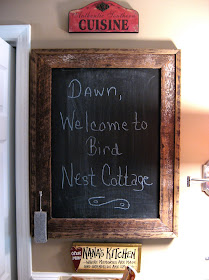 CUISINE
Dawn,
Welcome to
Bird
Nest Cottage
NANA'S KITCHEN